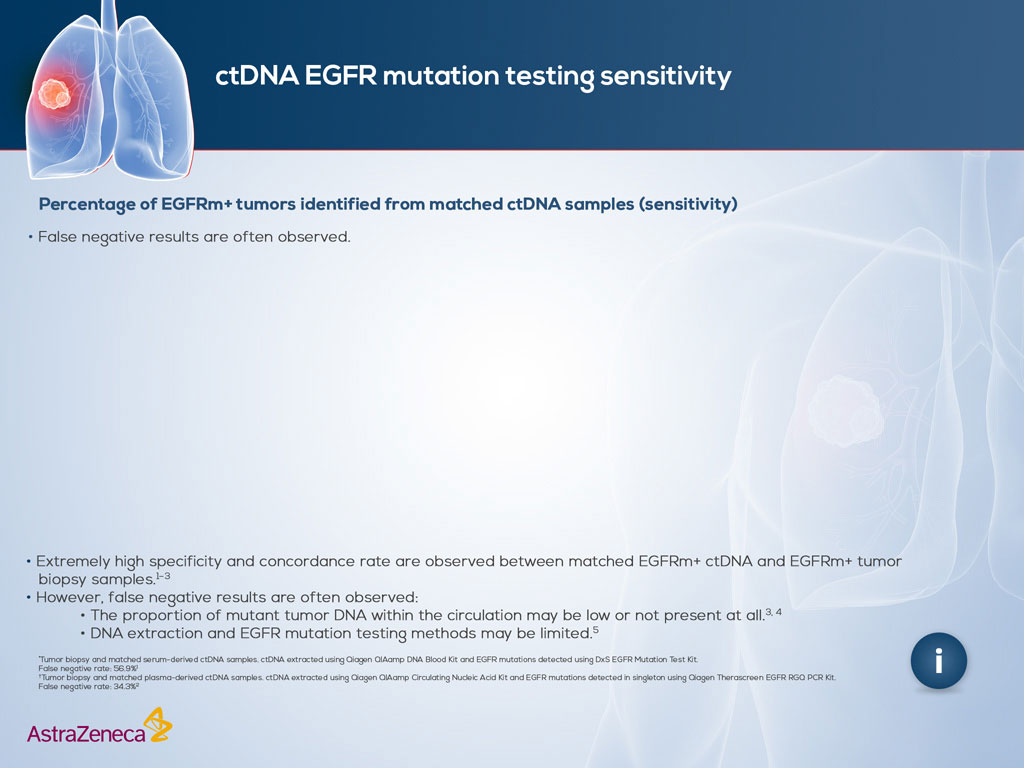 ctDNA EGFR mutation testing sensitivity
Percentage of EGFRm+ tumors identified from matched ctDNA samples (sensitivity)
• False negative results are often observed.
• Extremely high specificity and concordance rate are observed between matched EGFRm+ ctDNA and EGFRm+ tumor
biopsy samples.1–3
• However, false negative results are often observed:
• The proportion of mutant tumor DNA within the circulation may be low or not present at all.3, 4
• DNA extraction and EGFR mutation testing methods may be limited.5
*Tumor biopsy and matched serum-derived ctDNA samples. ctDNA extracted using Qiagen QIAamp DNA Blood Kit and EGFR mutations detected using DxS EGFR Mutation Test Kit.
False negative rate: 56.9%1
†Tumor biopsy and matched plasma-derived ctDNA samples. ctDNA extracted using Qiagen QIAamp Circulating Nucleic Acid Kit and EGFR mutations detected in singleton using Qiagen Therascreen EGFR RGQ PCR Kit.
False negative rate: 34.3%2
i
AstraZeneca